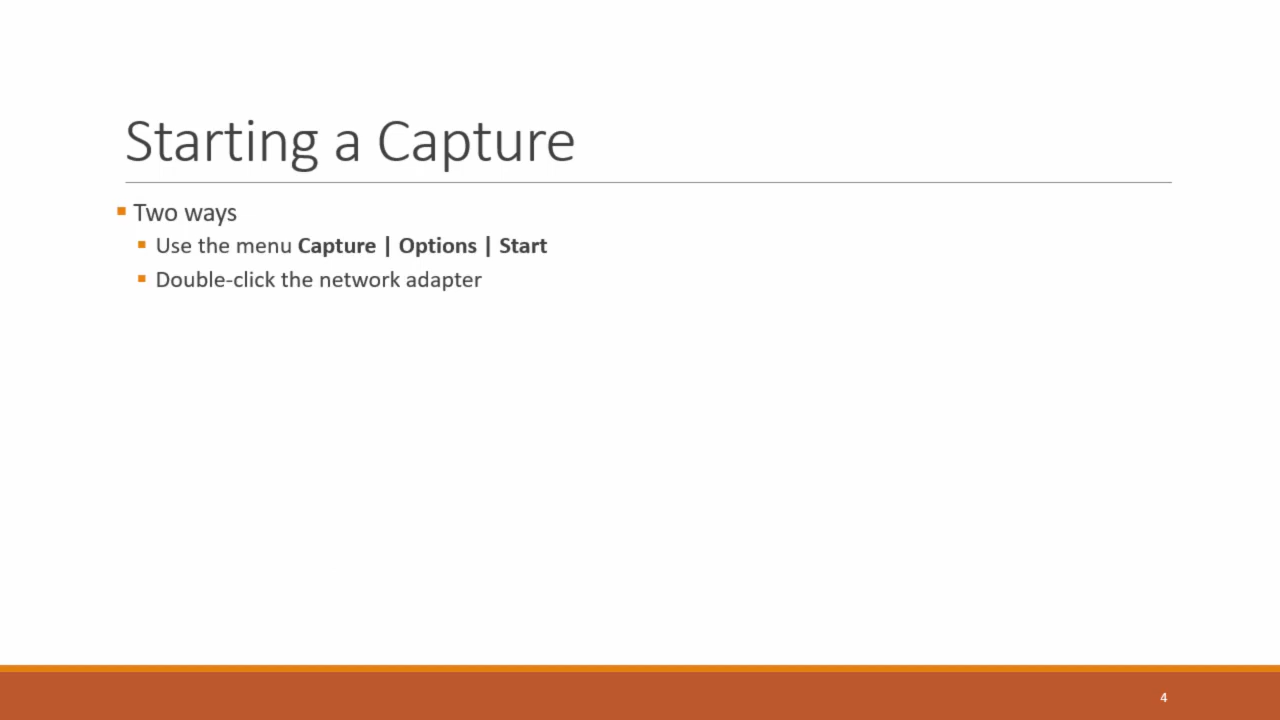 Starting a Capture
Two ways
Use the menu Capture | Options | Start
Double-click the network adapter
4